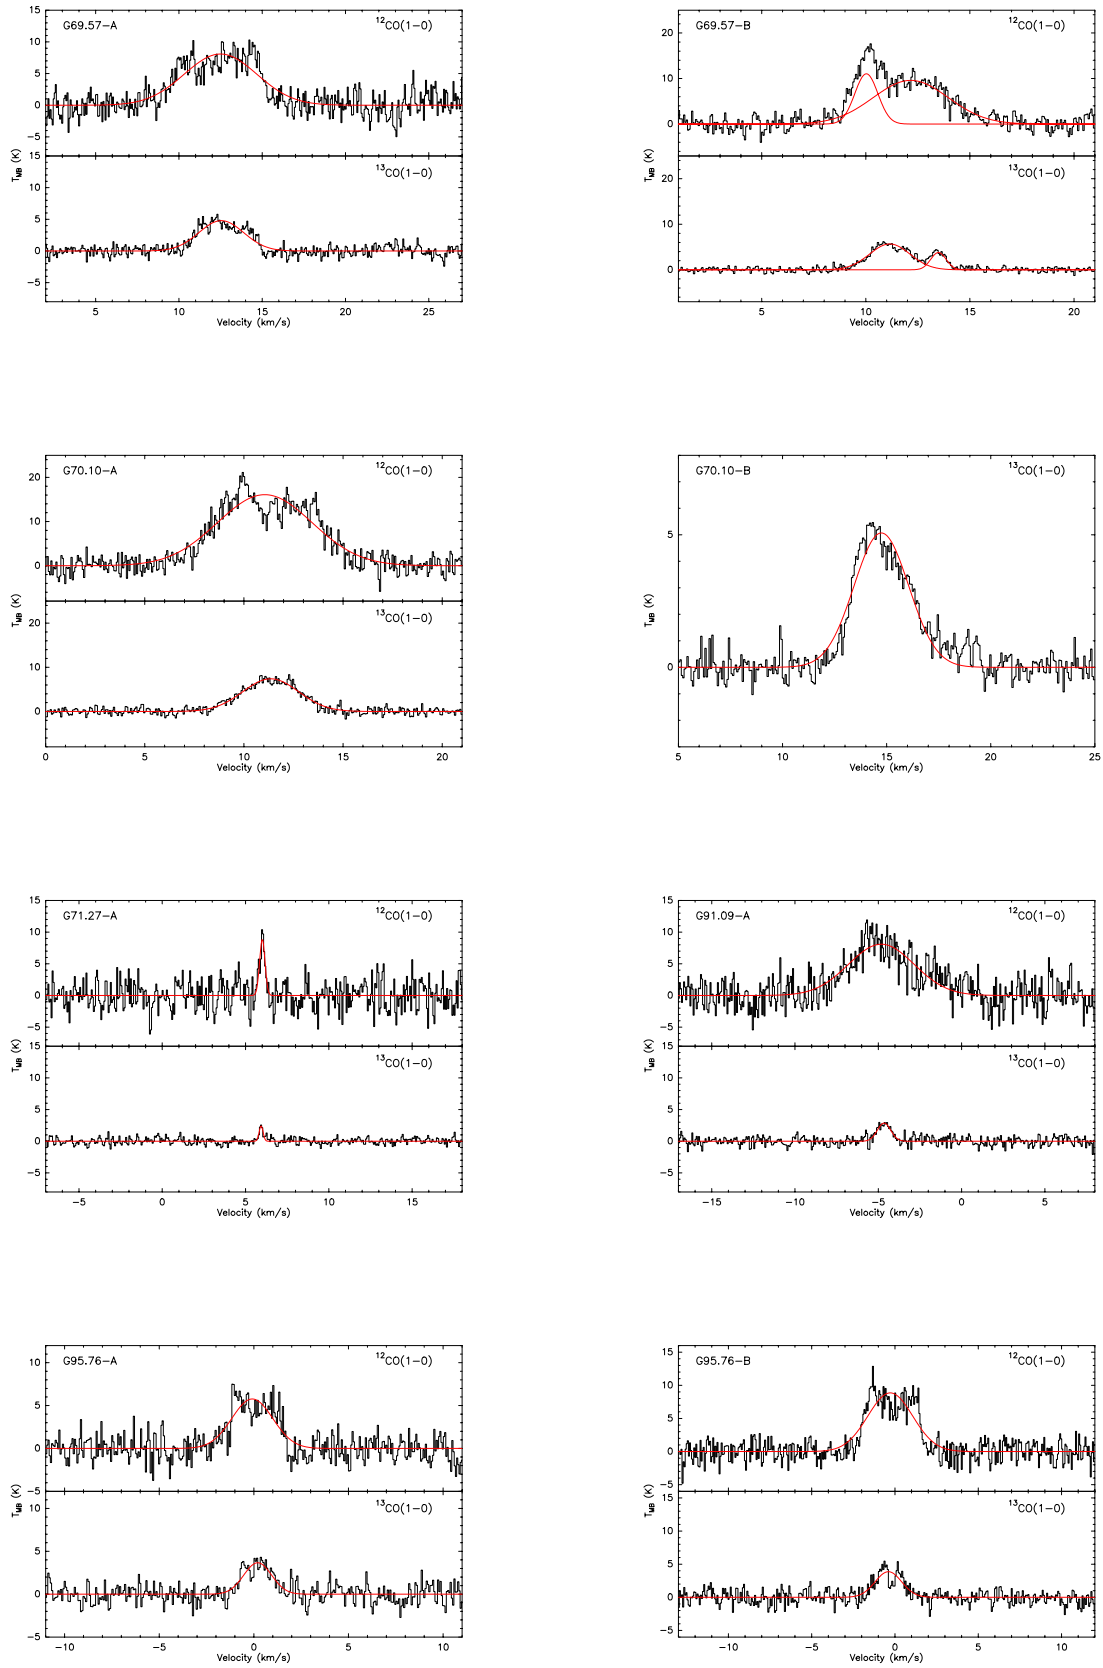 G69.57−A ¹²CO(1−0)
15
10
5
0
−5
T_MB (K)
¹³CO(1−0)
15
10
5
0
−5
5 10 15 20 25
Velocity (km/s)
G69.57−B ¹²CO(1−0)
20
10
0
T_MB (K)
¹³CO(1−0)
20
10
0
5 10 15 20
Velocity (km/s)
G70.10−A ¹²CO(1−0)
20
10
0
T_MB (K)
¹³CO(1−0)
20
10
0
0 5 10 15 20
Velocity (km/s)
G70.10−B ¹³CO(1−0)
5
0
T_MB (K)
5 10 15 20 25
Velocity (km/s)
G71.27−A ¹²CO(1−0)
15
10
5
0
−5
T_MB (K)
¹³CO(1−0)
15
10
5
0
−5
−5 0 5 10 15
Velocity (km/s)
G91.09−A ¹²CO(1−0)
15
10
5
0
−5
T_MB (K)
¹³CO(1−0)
15
10
5
0
−5
−15 −10 −5 0 5
Velocity (km/s)
G95.76−A ¹²CO(1−0)
10
5
0
−5
T_MB (K)
¹³CO(1−0)
10
5
0
−5
−10 −5 0 5 10
Velocity (km/s)
G95.76−B ¹²CO(1−0)
15
10
5
0
−5
T_MB (K)
¹³CO(1−0)
15
10
5
0
−5
−10 −5 0 5 10
Velocity (km/s)